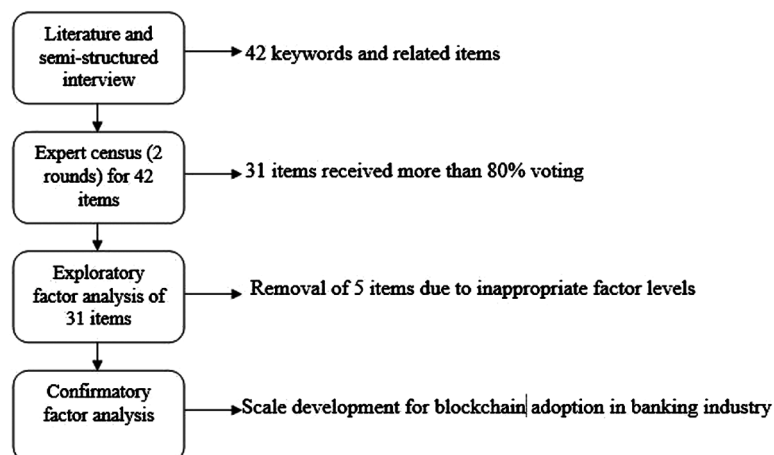 Literature and
semi-structured
interview
42 keywords and related items
Expert census (2
rounds) for 42
items
31 items received more than 80% voting
Exploratory
factor analysis of
31 items
Removal of 5 items due to inappropriate factor levels
Confirmatory
factor analysis
Scale development for blockchain adoption in banking industry